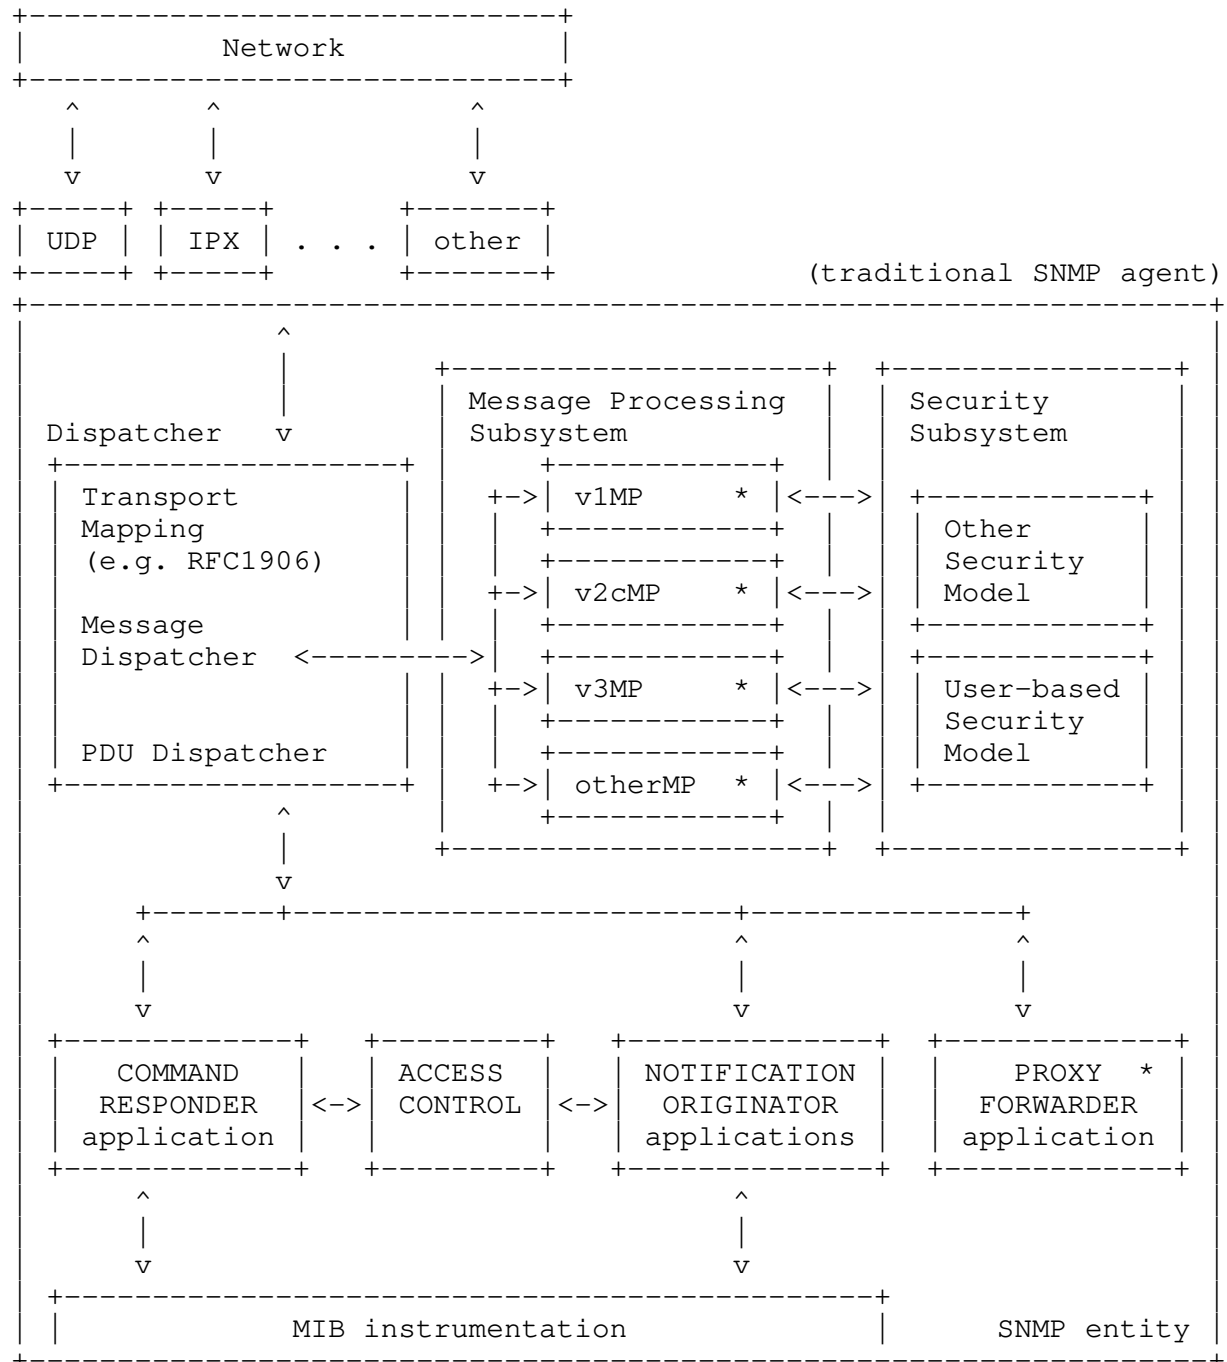 Network
UDP IPX . . . other
(traditional SNMP agent)
Message Processing Security
Dispatcher Subsystem Subsystem
Transport v1MP *
Mapping Other
(e.g. RFC1906) Security
v2cMP * Model
Message
Dispatcher
v3MP * User-based
Security
PDU Dispatcher Model
otherMP *
COMMAND ACCESS NOTIFICATION PROXY *
RESPONDER CONTROL ORIGINATOR FORWARDER
application applications application
MIB instrumentation SNMP entity